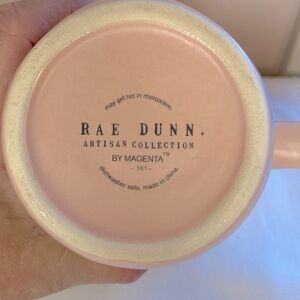 may get hot in microwave.
RAE DUNN.
ARTISAN COLLECTION
BY MAGENTA™
- 101 -
dishwasher safe. made in china.